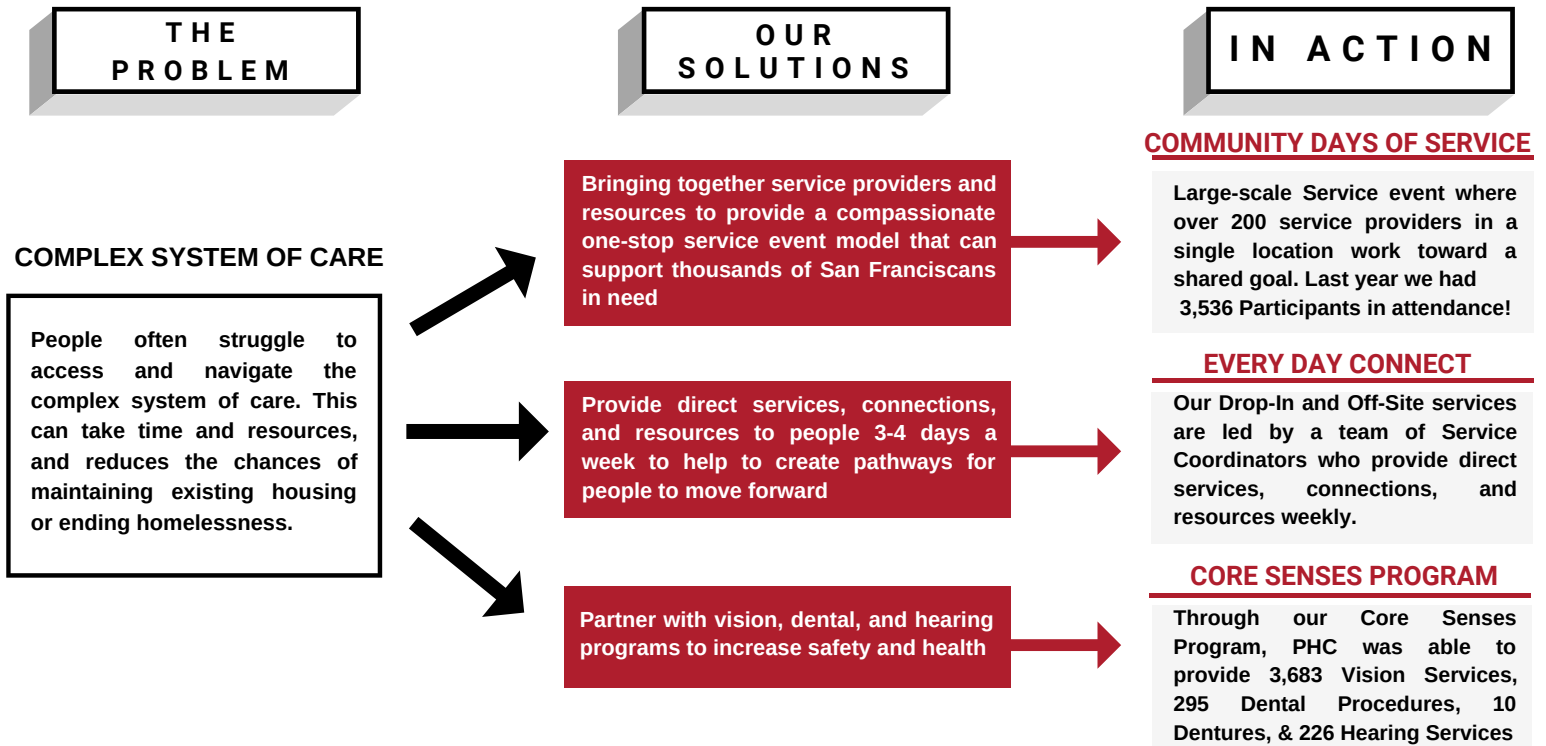 THE
PROBLEM
OUR
SOLUTIONS
IN ACTION
COMPLEX SYSTEM OF CARE
People often struggle to
access and navigate the
complex system of care. This
can take time and resources,
and reduces the chances of
maintaining existing housing
or ending homelessness.
Bringing together service providers and
resources to provide a compassionate
one-stop service event model that can
support thousands of San Franciscans
in need
COMMUNITY DAYS OF SERVICE
Large-scale Service event where
over 200 service providers in a
single location work toward a
shared goal. Last year we had
3,536 Participants in attendance!
Provide direct services, connections,
and resources to people 3-4 days a
week to help to create pathways for
people to move forward
EVERY DAY CONNECT
Our Drop-In and Off-Site services
are led by a team of Service
Coordinators who provide direct
services, connections, and
resources weekly.
Partner with vision, dental, and hearing
programs to increase safety and health
CORE SENSES PROGRAM
Through our Core Senses
Program, PHC was able to
provide 3,683 Vision Services,
295 Dental Procedures, 10
Dentures, & 226 Hearing Services